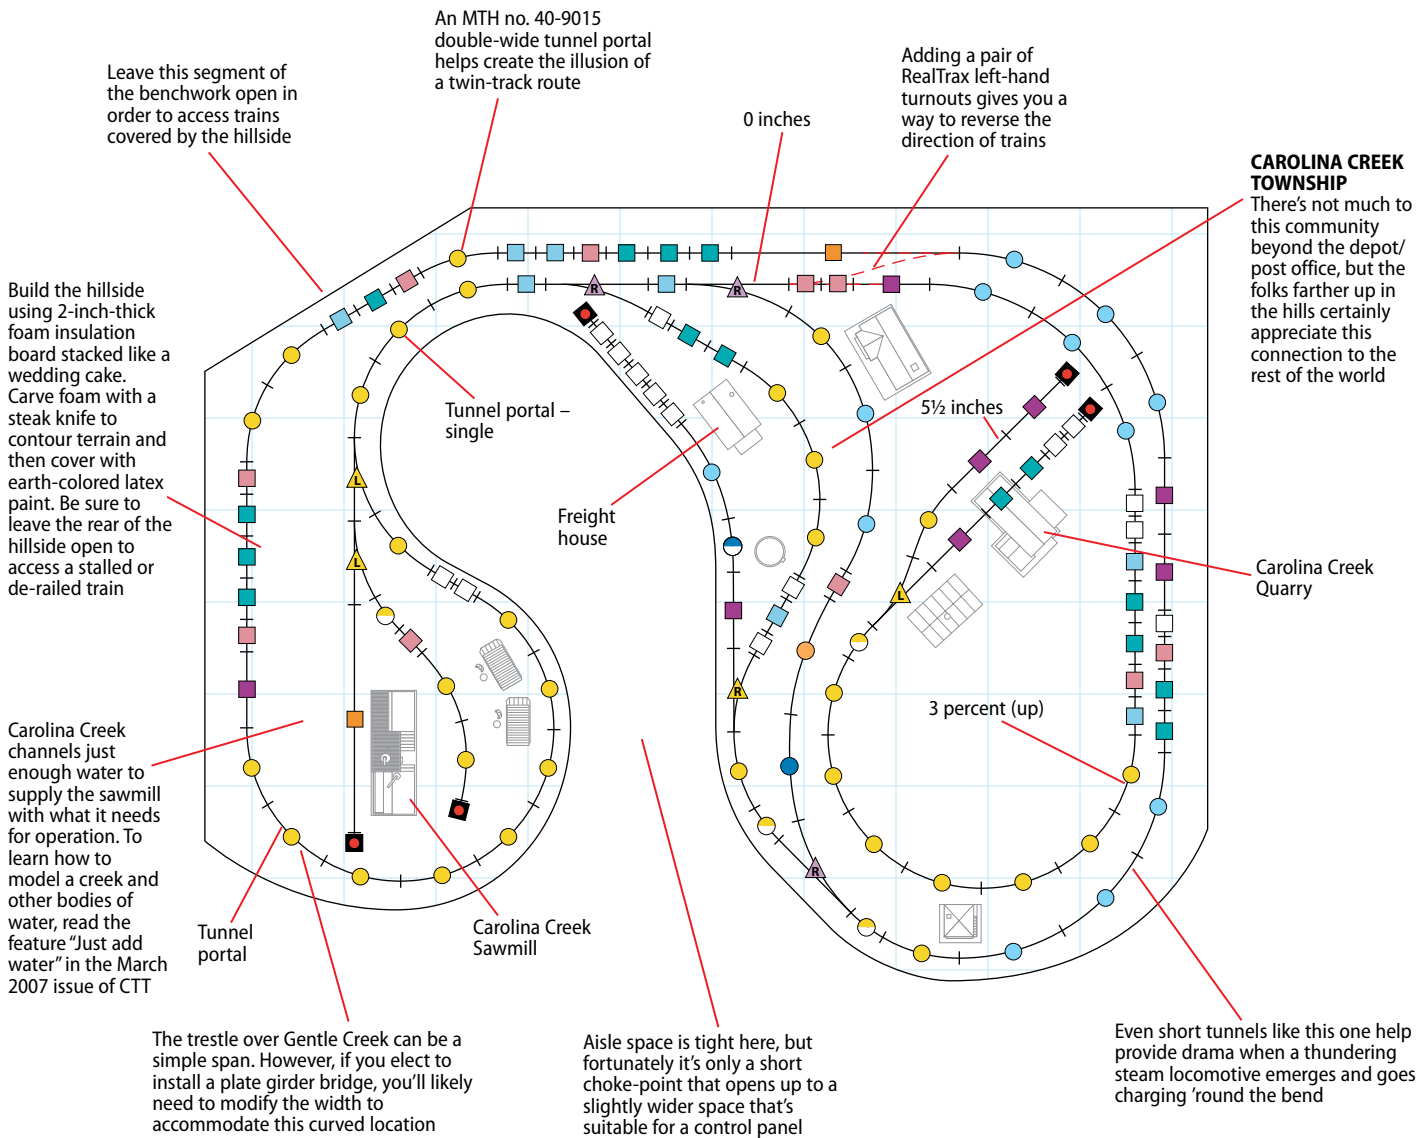 An MTH no. 40-9015
double-wide tunnel portal
helps create the illusion of
a twin-track route
Leave this segment of
the benchwork open in
order to access trains
covered by the hillside
0 inches
Adding a pair of
RealTrax left-hand
turnouts gives you a
way to reverse the
direction of trains
CAROLINA CREEK
TOWNSHIP
There's not much to
this community
beyond the depot/
post office, but the
folks farther up in
the hills certainly
appreciate this
connection to the
rest of the world
Build the hillside
using 2-inch-thick
foam insulation
board stacked like a
wedding cake.
Carve foam with a
steak knife to
contour terrain and
then cover with
earth-colored latex
paint. Be sure to
leave the rear of the
hillside open to
access a stalled or
de-railed train
R
R
Tunnel portal –
single
5½ inches
L
Freight
house
L
L
Carolina Creek
Quarry
R
3 percent (up)
Carolina Creek
channels just
enough water to
supply the sawmill
with what it needs
for operation. To
learn how to
model a creek and
other bodies of
water, read the
feature "Just add
water" in the March
2007 issue of CTT
R
Tunnel
portal
Carolina Creek
Sawmill
The trestle over Gentle Creek can be a
simple span. However, if you elect to
install a plate girder bridge, you'll likely
need to modify the width to
accommodate this curved location
Aisle space is tight here, but
fortunately it's only a short
choke-point that opens up to a
slightly wider space that's
suitable for a control panel
Even short tunnels like this one help
provide drama when a thundering
steam locomotive emerges and goes
charging 'round the bend